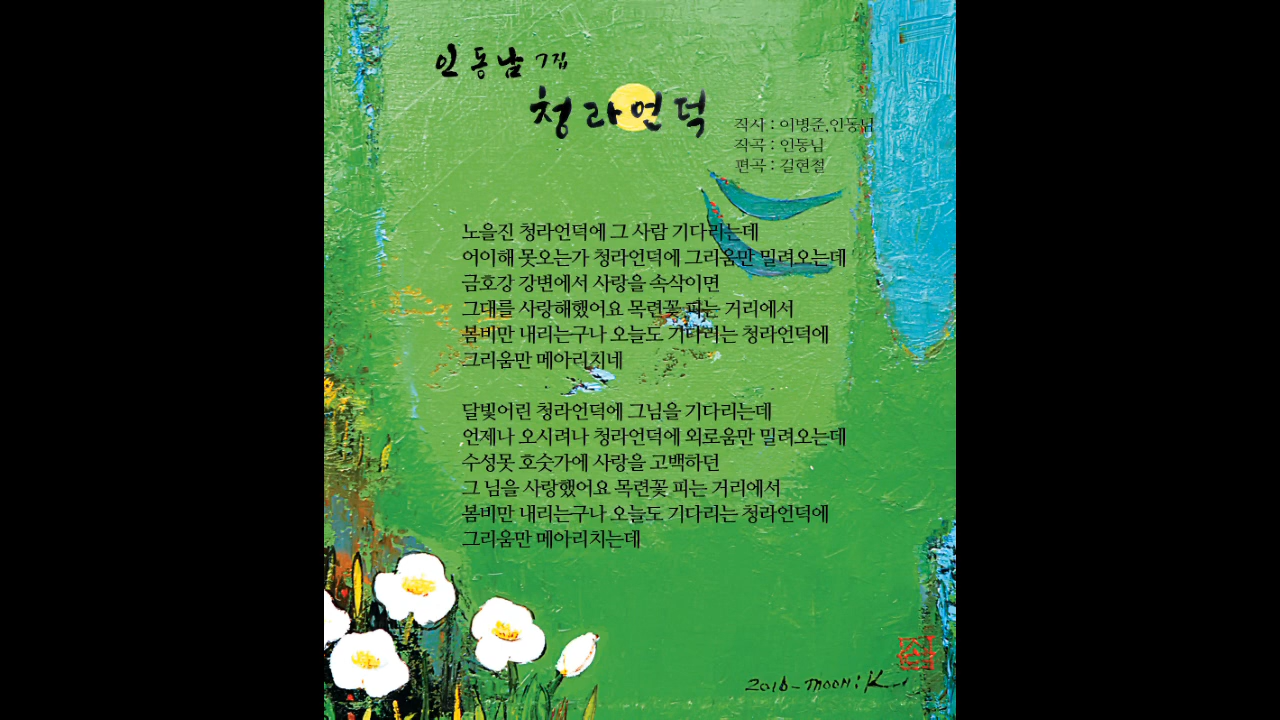 인동남 7집
청라언덕
작사 : 이병준,인동남
작곡 : 인동남
편곡 : 길현철
노을진 청라언덕에 그 사람 기다리는데
어이해 못오는가 청라언덕에 그리움만 밀려오는데
금호강 강변에서 사랑을 속삭이면
그대를 사랑해했어요 목련꽃 피는 거리에서
봄비만 내리는구나 오늘도 기다리는 청라언덕에
그리움만 메아리치네
달빛어린 청라언덕에 그님을 기다리는데
언제나 오시려나 청라언덕에 외로움만 밀려오는데
수성못 호숫가에 사랑을 고백하던
그 님을 사랑했어요 목련꽃 피는 거리에서
봄비만 내리는구나 오늘도 기다리는 청라언덕에
그리움만 메아리치는데
2016-MOON:K